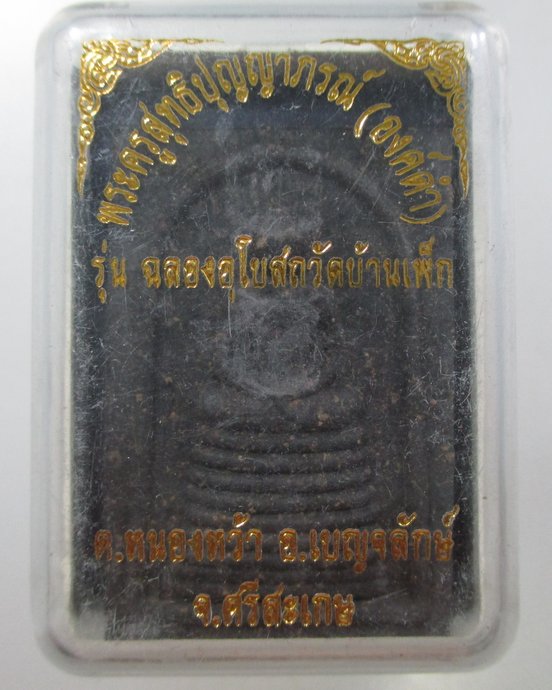 พระครูสุทธิปุญญาภรณ์ (องค์ดำ)
รุ่น ฉลองอุโบสถวัดบ้านเพ็ก
ต.หนองหว้า อ.เบญจลักษ์
จ.ศรีสะเกษ